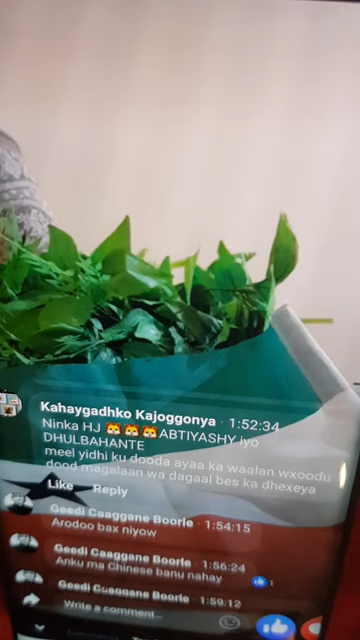 Kahaygadhko Kajoggonya · 1:52:34
Ninka HJ 🐯🐯🐯ABTIYASHY iyo
DHULBAHANTE
meel yidhi ku dooda ayaa ka waalan wxoodu
dood magalaan wa dagaal bes ka dhexeya
Like Reply
Geedi Caaggane Boorle · 1:54:15
Arodoo bax niyow
Geedi Caaggane Boorle · 1:56:24
Anku ma Chinese banu nahay
1
Geedi Caaggane Boorle · 1:59:12
Write a comment...